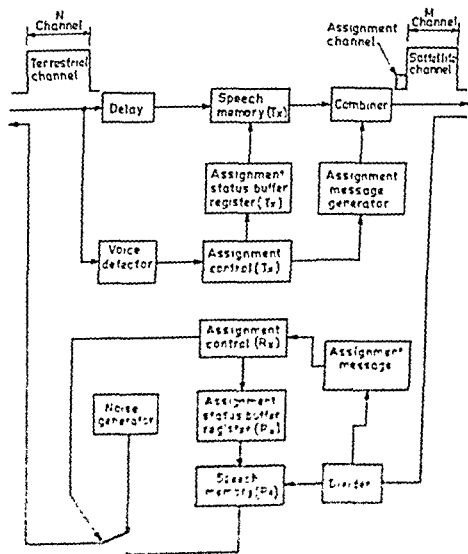 N
Channel
M
Channel
Assignment
channel
Terrestrial
channel
Sattellite
channel
Delay
Speech
memory (Tx)
Combiner
Assignment
status buffer
register (Tx)
Assignment
message
generator
Voice
detector
Assignment
control (Tx)
Assignment
control (Rx)
Assignment
message
Noise
generator
Assignment
status buffer
register (Rx)
Speech
memory (Rx)
Divider